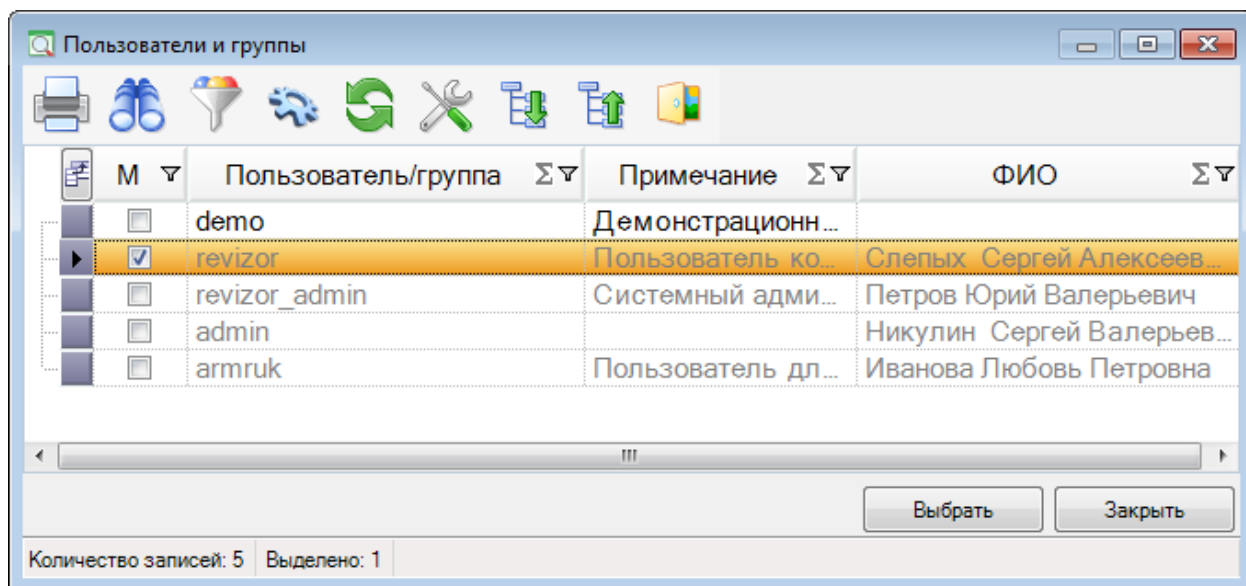 Пользователи и группы
М Пользователь/группа Σ Примечание Σ ФИО Σ
demo Демонстрационн...
revizor Пользователь ко... Слепых Сергей Алексеев...
revizor_admin Системный адми... Петров Юрий Валерьевич
admin Никулин Сергей Валерьев...
armruk Пользователь дл... Иванова Любовь Петровна
Выбрать Закрыть
Количество записей: 5 Выделено: 1